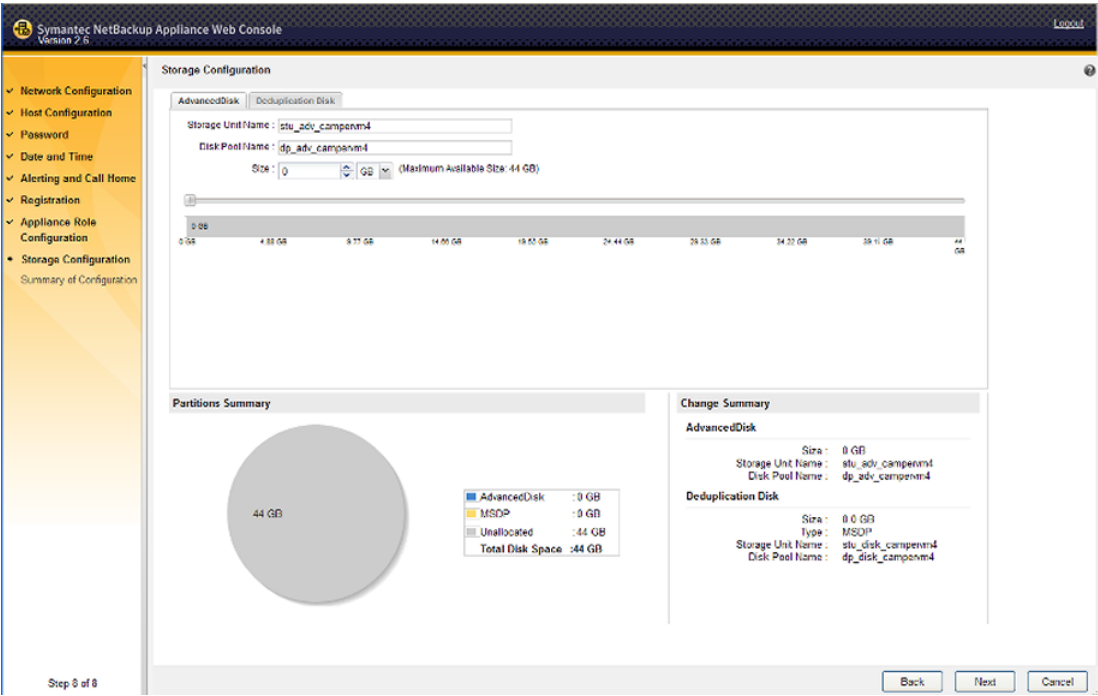 Symantec NetBackup Appliance Web Console
Version 2.6
Logout
Network Configuration
Host Configuration
Password
Date and Time
Alerting and Call Home
Registration
Appliance Role
Configuration
Storage Configuration
Summary of Configuration
Step 8 of 8
Storage Configuration
AdvancedDisk
Deduplication Disk
Storage Unit Name : stu_adv_campervm4
Disk Pool Name : dp_adv_campervm4
Size : 0 GB (Maximum Available Size: 44 GB)
0 GB
0 GB 4.88 GB 9.77 GB 14.66 GB 19.55 GB 24.44 GB 29.33 GB 34.22 GB 39.11 GB 44 GB
Partitions Summary
44 GB
AdvancedDisk :0 GB
MSDP :0 GB
Unallocated :44 GB
Total Disk Space :44 GB
Change Summary
AdvancedDisk
Size : 0 GB
Storage Unit Name : stu_adv_campervm4
Disk Pool Name : dp_adv_campervm4
Deduplication Disk
Size : 0.0 GB
Type : MSDP
Storage Unit Name : stu_disk_campervm4
Disk Pool Name : dp_disk_campervm4
Back
Next
Cancel